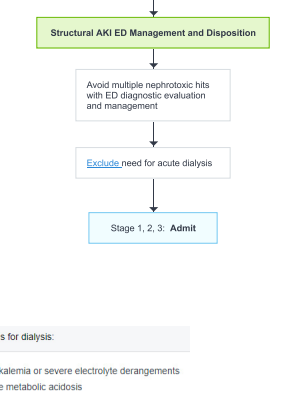 Structural AKI ED Management and Disposition
Avoid multiple nephrotoxic hits
with ED diagnostic evaluation
and management
Exclude need for acute dialysis
Stage 1, 2, 3: Admit
for dialysis:
or severe electrolyte derangements
metabolic acidosis